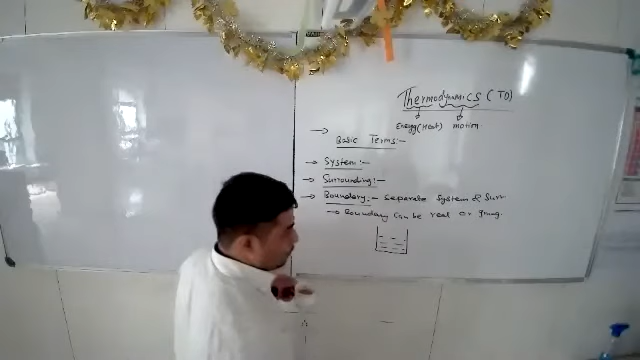 Thermodynamics (TD)
Energy(Heat) motion
→
Basic Terms:-
→ System:-
→ Surrounding:-
→ Boundary:- Separate System & Surr
→ Boundary can be real or Imag.